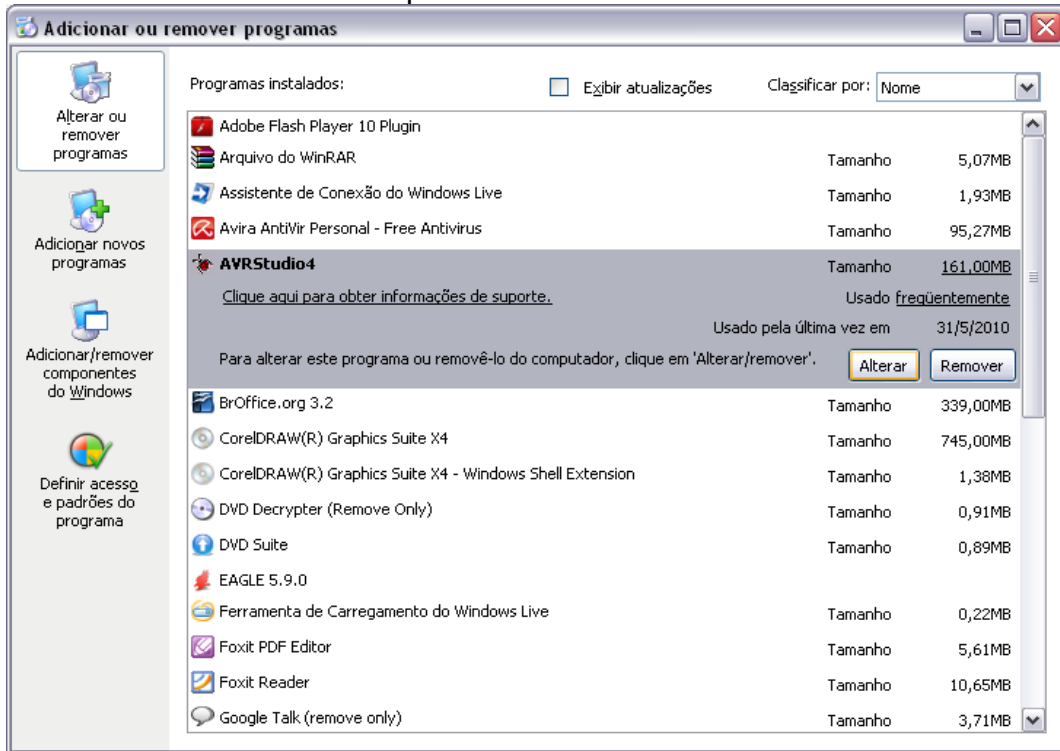 Adicionar ou remover programas
Alterar ou
remover
programas
Adicionar novos
programas
Adicionar/remover
componentes
do Windows
Definir acesso
e padrões do
programa
Programas instalados:
Exibir atualizações
Classificar por: Nome
Adobe Flash Player 10 Plugin
Arquivo do WinRAR Tamanho 5,07MB
Assistente de Conexão do Windows Live Tamanho 1,93MB
Avira AntiVir Personal - Free Antivirus Tamanho 95,27MB
AVRStudio4 Tamanho 161,00MB
Clique aqui para obter informações de suporte. Usado freqüentemente
Usado pela última vez em 31/5/2010
Para alterar este programa ou removê-lo do computador, clique em 'Alterar/remover'. Alterar Remover
BrOffice.org 3.2 Tamanho 339,00MB
CorelDRAW(R) Graphics Suite X4 Tamanho 745,00MB
CorelDRAW(R) Graphics Suite X4 - Windows Shell Extension Tamanho 1,38MB
DVD Decrypter (Remove Only) Tamanho 0,91MB
DVD Suite Tamanho 0,89MB
EAGLE 5.9.0
Ferramenta de Carregamento do Windows Live Tamanho 0,22MB
Foxit PDF Editor Tamanho 5,61MB
Foxit Reader Tamanho 10,65MB
Google Talk (remove only) Tamanho 3,71MB